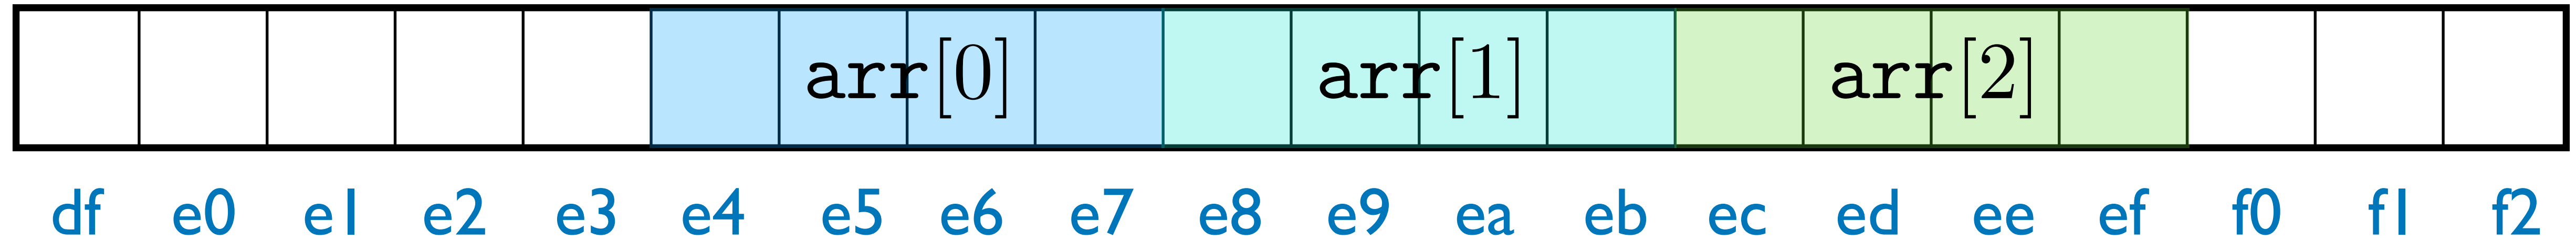 arr[0] arr[1] arr[2]
df e0 e1 e2 e3 e4 e5 e6 e7 e8 e9 ea eb ec ed ee ef f0 f1 f2